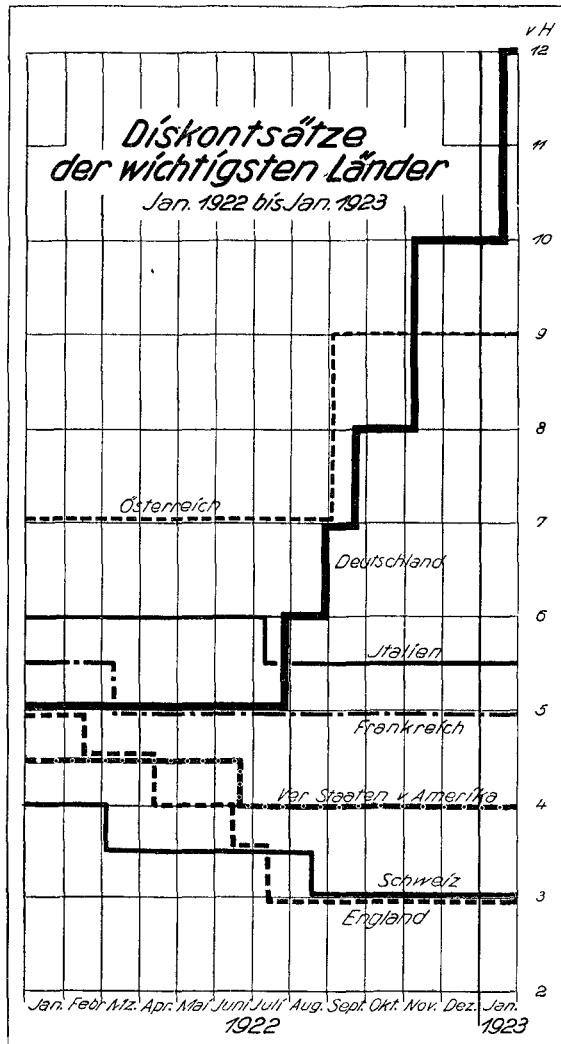 v H
12
Diskontsätze
der wichtigsten Länder
Jan. 1922 bis Jan. 1923
11
10
9
8
Österreich
7
Deutschland
6
Italien
5
Frankreich
Ver Staaten v Amerika
4
Schweiz
3
England
2
Jan. Febr Mz. Apr. Mai Juni Juli Aug. Sept. Okt. Nov. Dez. Jan.
1922 1923